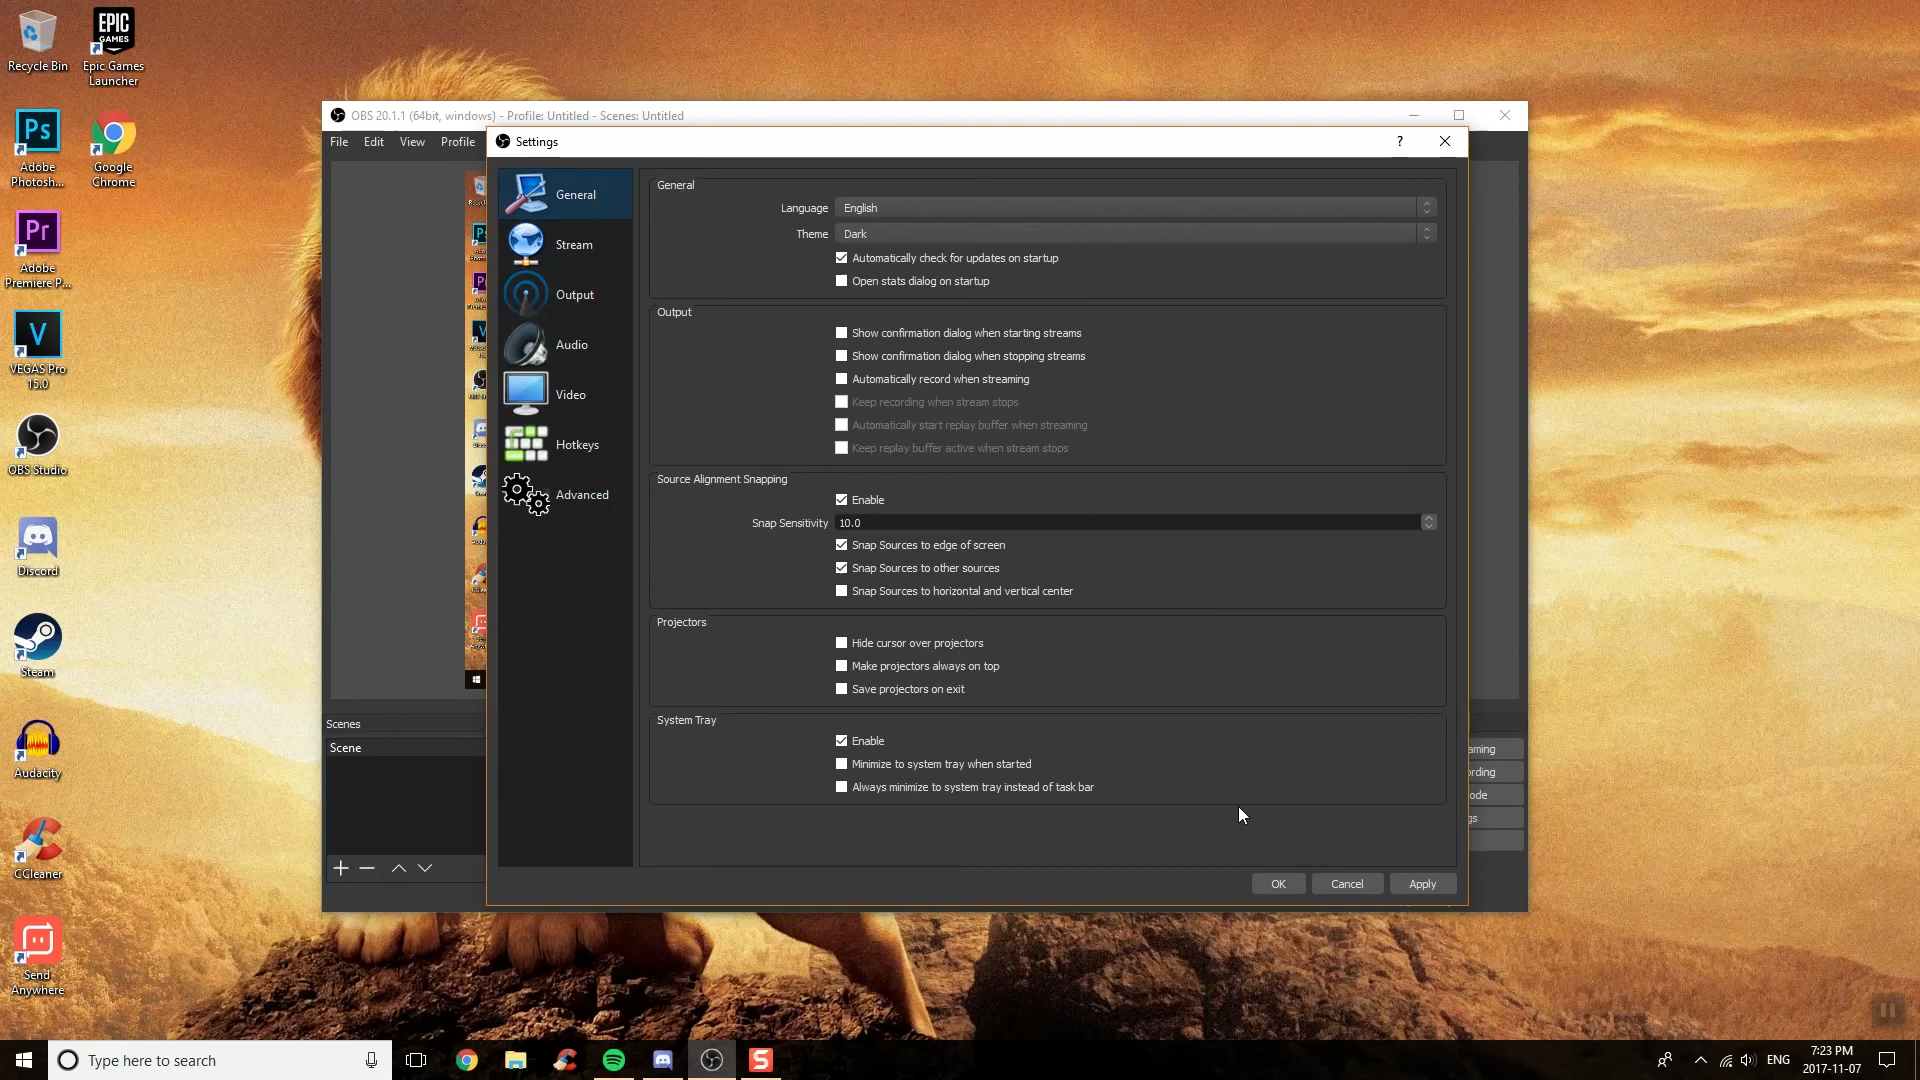 Recycle Bin
EPIC
GAMES
Epic Games
Launcher
Ps
Adobe
Photosh...
Google
Chrome
Pr
Adobe
Premiere P...
V
VEGAS Pro
15.0
OBS Studio
Discord
Steam
Audacity
CCleaner
Send
Anywhere
OBS 20.1.1 (64bit, windows) - Profile: Untitled - Scenes: Untitled
File Edit View Profile
Settings
?
General
Stream
Output
Audio
Video
Hotkeys
Advanced
General
Language English
Theme Dark
Automatically check for updates on startup
Open stats dialog on startup
Output
Show confirmation dialog when starting streams
Show confirmation dialog when stopping streams
Automatically record when streaming
Keep recording when stream stops
Automatically start replay buffer when streaming
Keep replay buffer active when stream stops
Source Alignment Snapping
Enable
Snap Sensitivity 10.0
Snap Sources to edge of screen
Snap Sources to other sources
Snap Sources to horizontal and vertical center
Projectors
Hide cursor over projectors
Make projectors always on top
Save projectors on exit
System Tray
Enable
Minimize to system tray when started
Always minimize to system tray instead of task bar
OK Cancel Apply
Scenes
Scene
aming
rding
ode
gs
Type here to search
S
ENG
7:23 PM
2017-11-07